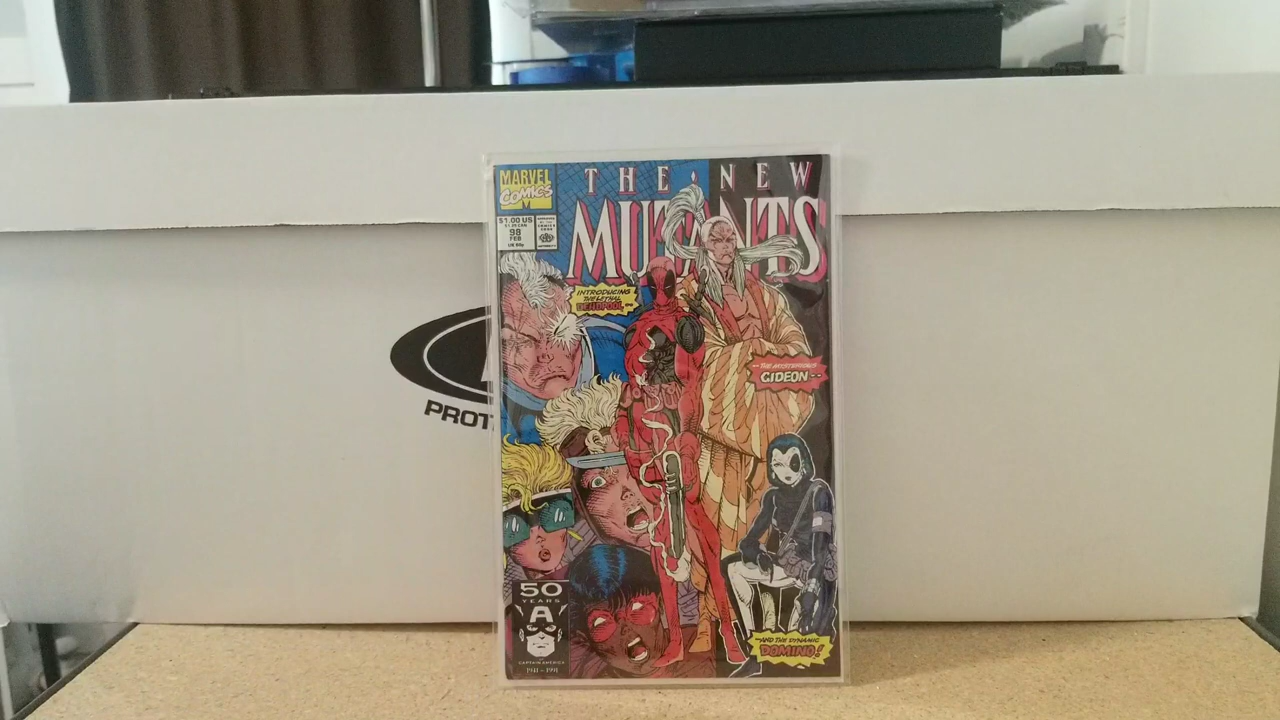 MARVEL
COMICS
THE NEW
MUTANTS
$1.00 US
98
FEB
INTRODUCING
THE LETHAL
DEADPOOL--
--THE MYSTERIOUS
GIDEON--
--AND THE DYNAMIC
DOMINO!
50
YEARS
A
CAPTAIN AMERICA
1941-1991
PROT